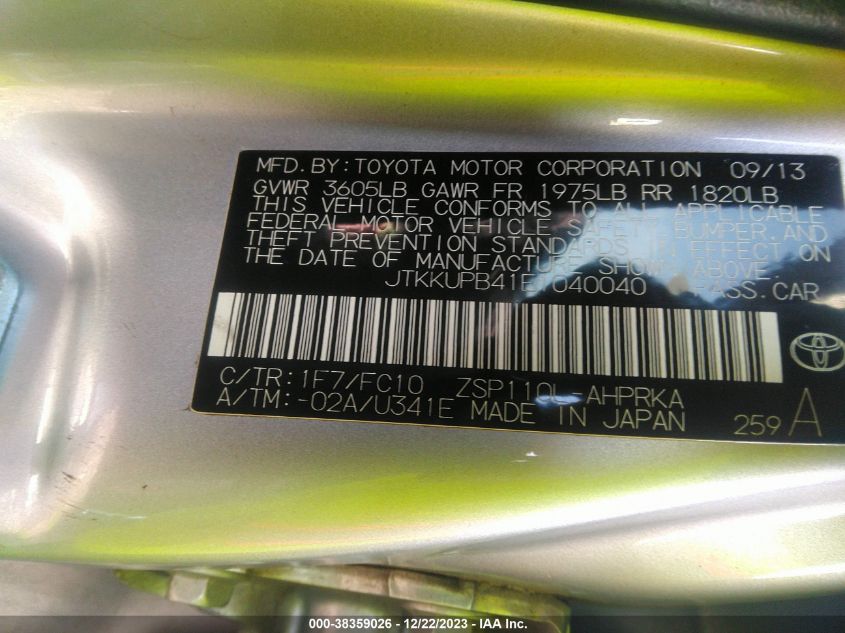 MFD.BY:TOYOTA MOTOR CORPORATION 09/13
GVWR 3605LB GAWR FR 1975LB RR 1820LB
THIS VEHICLE CONFORMS TO ALL APPLICABLE
FEDERAL MOTOR VEHICLE SAFETY, BUMPER, AND
THEFT PREVENTION STANDARDS IN EFFECT ON
THE DATE OF MANUFACTURE SHOWN ABOVE.
JTKKUPB41E1040040 PASS.CAR
C/TR:1F7/FC10 ZSP110L-AHPRKA
A/TM:-02A/U341E MADE IN JAPAN 259 A
000-38359026 - 12/22/2023 - IAA Inc.